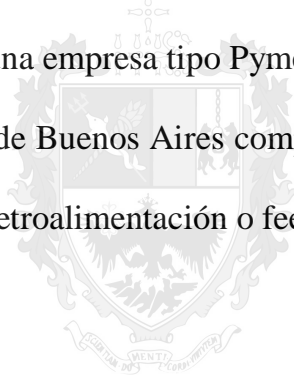 na empresa tipo Pyme
de Buenos Aires com
etroalimentación o fee